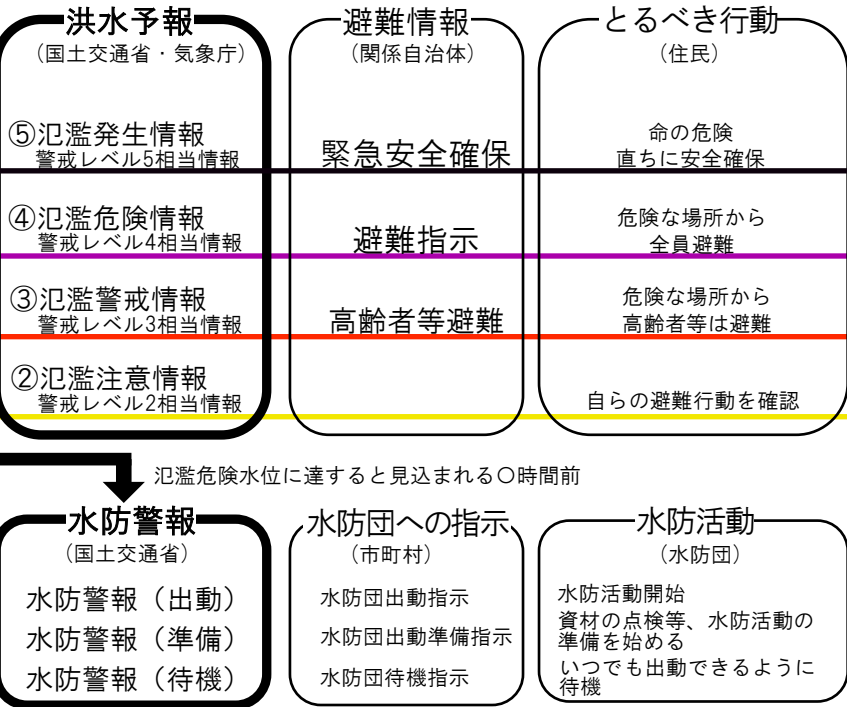 洪水予報
（国土交通省・気象庁）
⑤氾濫発生情報
警戒レベル5相当情報
④氾濫危険情報
警戒レベル4相当情報
③氾濫警戒情報
警戒レベル3相当情報
②氾濫注意情報
警戒レベル2相当情報
避難情報
（関係自治体）
緊急安全確保
避難指示
高齢者等避難
とるべき行動
（住民）
命の危険
直ちに安全確保
危険な場所から
全員避難
危険な場所から
高齢者等は避難
自らの避難行動を確認
氾濫危険水位に達すると見込まれる〇時間前
水防警報
（国土交通省）
水防警報（出動）
水防警報（準備）
水防警報（待機）
水防団への指示
（市町村）
水防団出動指示
水防団出動準備指示
水防団待機指示
水防活動
（水防団）
水防活動開始
資材の点検等、水防活動の
準備を始める
いつでも出動できるように
待機